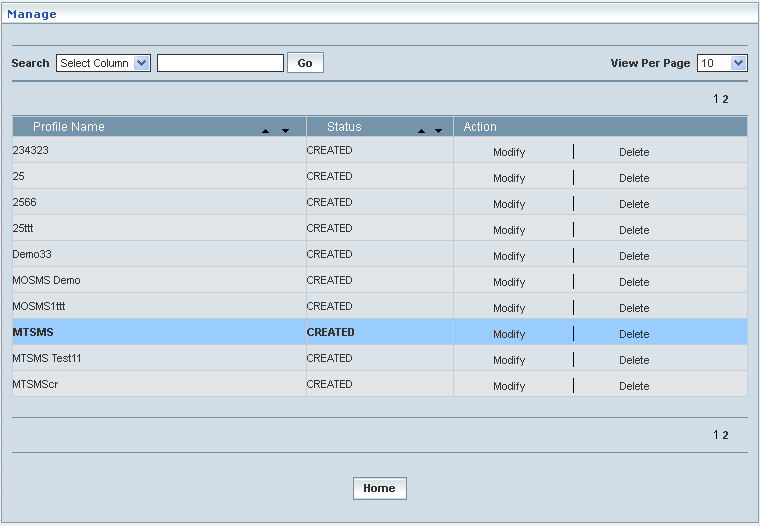 Manage
Search Select Column Go View Per Page 10
1 2
Profile Name Status Action
234323 CREATED Modify Delete
25 CREATED Modify Delete
2566 CREATED Modify Delete
25ttt CREATED Modify Delete
Demo33 CREATED Modify Delete
MOSMS Demo CREATED Modify Delete
MOSMS1ttt CREATED Modify Delete
MTSMS CREATED Modify Delete
MTSMS Test11 CREATED Modify Delete
MTSMScr CREATED Modify Delete
1 2
Home